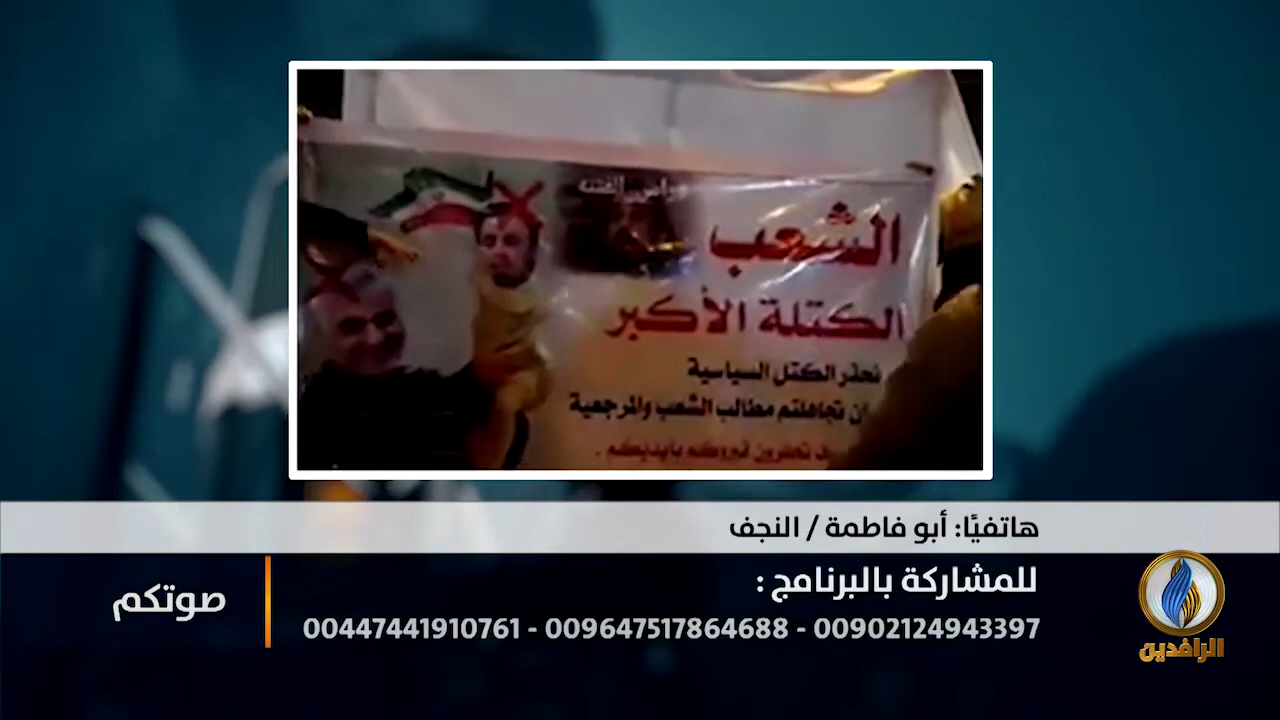 الشعب
الكتلة الأكبر
نحذر الكتل السياسية
ان تجاهلتم مطالب الشعب والمرجعية
بايديكم .
هاتفيًا: أبو فاطمة / النجف
للمشاركة بالبرنامج :
00447441910761 - 009647517864688 - 00902124943397
صوتكم
الرافدين